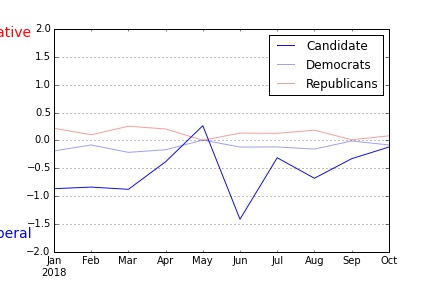 ative
2.0
1.5
1.0
0.5
0.0
−0.5
−1.0
−1.5
−2.0
beral
Candidate
Democrats
Republicans
Jan Feb Mar Apr May Jun Jul Aug Sep Oct
2018